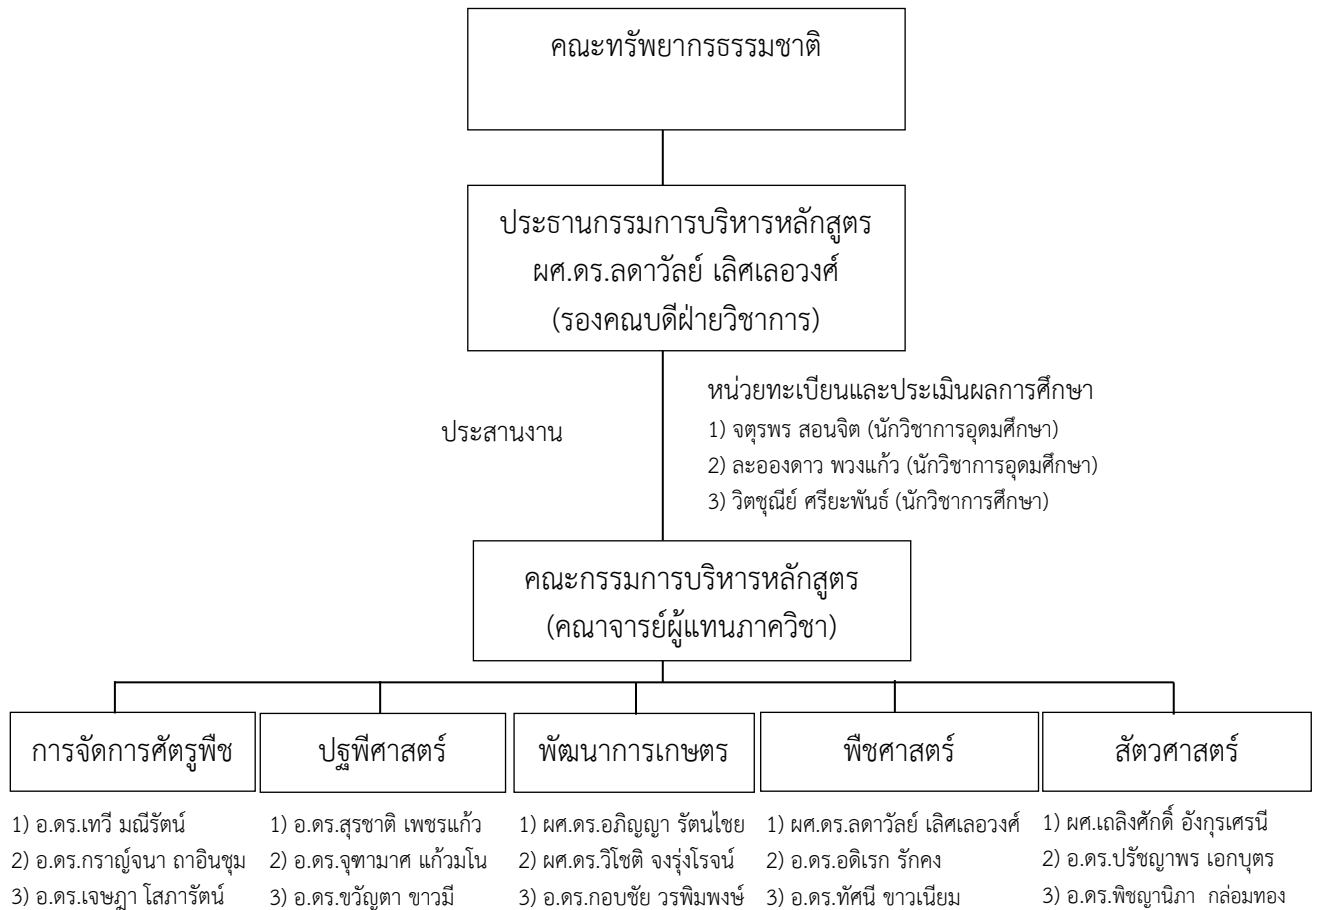 คณะทรัพยากรธรรมชาติ
ประธานกรรมการบริหารหลักสูตร
ผศ.ดร.ลดาวัลย์ เลิศเลอวงศ์
(รองคณบดีฝ่ายวิชาการ)
หน่วยทะเบียนและประเมินผลการศึกษา
ประสานงาน
1) จตุรพร สอนจิต (นักวิชาการอุดมศึกษา)
2) ละอองดาว พวงแก้ว (นักวิชาการอุดมศึกษา)
3) วิตชุณีย์ ศรียะพันธ์ (นักวิชาการศึกษา)
คณะกรรมการบริหารหลักสูตร
(คณาจารย์ผู้แทนภาควิชา)
การจัดการศัตรูพืช
1) อ.ดร.เทวี มณีรัตน์
2) อ.ดร.กราญ์จนา ถาอินชุม
3) อ.ดร.เจษฎา โสภารัตน์
ปฐพีศาสตร์
1) อ.ดร.สุรชาติ เพชรแก้ว
2) อ.ดร.จุฑามาศ แก้วมโน
3) อ.ดร.ขวัญตา ขาวมี
พัฒนาการเกษตร
1) ผศ.ดร.อภิญญา รัตนไชย
2) ผศ.ดร.วิโชติ จงรุ่งโรจน์
3) อ.ดร.กอบชัย วรพิมพงษ์
พืชศาสตร์
1) ผศ.ดร.ลดาวัลย์ เลิศเลอวงศ์
2) อ.ดร.อดิเรก รักคง
3) อ.ดร.ทัศนี ขาวเนียม
สัตวศาสตร์
1) ผศ.เถลิงศักดิ์ อังกุรเศรนี
2) อ.ดร.ปรัชญาพร เอกบุตร
3) อ.ดร.พิชญานิภา กล่อมทอง